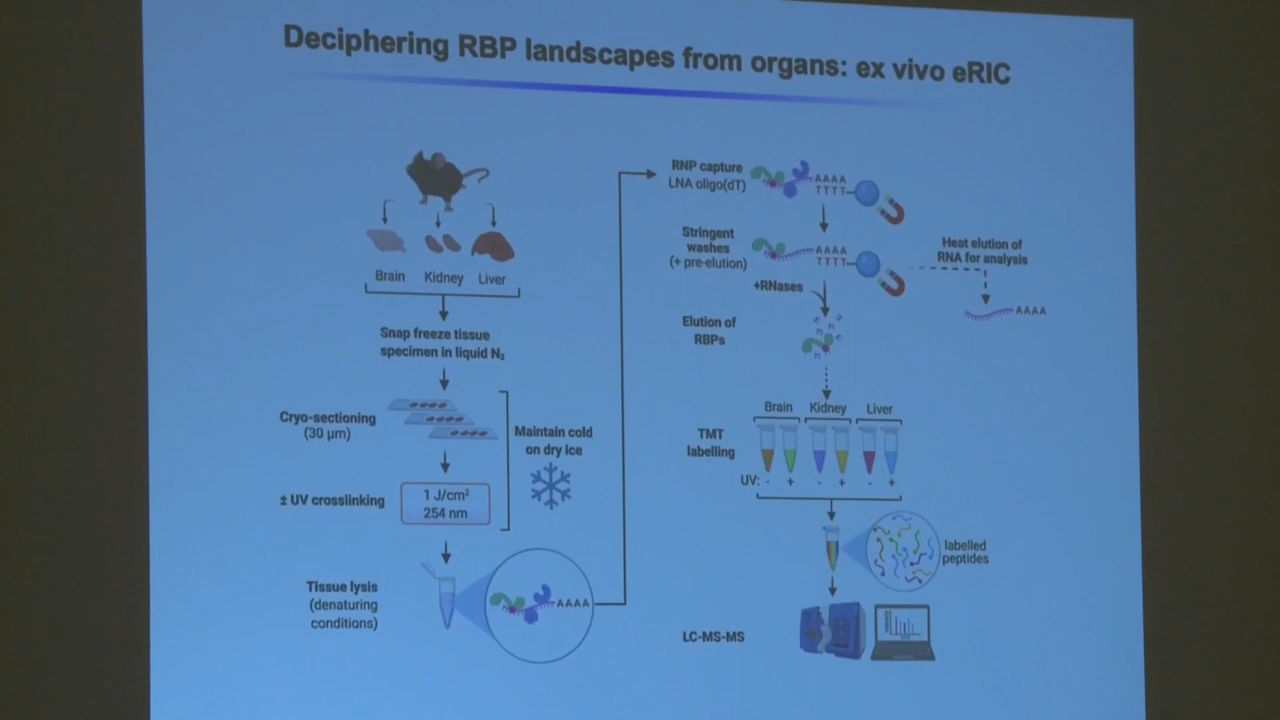 Deciphering RBP landscapes from organs: ex vivo eRIC
Brain
Kidney
Liver
Snap freeze tissue
specimen in liquid N₂
Cryo-sectioning
(30 µm)
Maintain cold
on dry ice
± UV crosslinking
1 J/cm²
254 nm
Tissue lysis
(denaturing
conditions)
AAAA
RNP capture
LNA oligo(dT)
AAAA
TTTT
Stringent
washes
(+ pre-elution)
AAAA
TTTT
Heat elution of
RNA for analysis
AAAA
+RNases
Elution of
RBPs
Brain
Kidney
Liver
TMT
labelling
UV: - + - + - +
labelled
peptides
LC-MS-MS